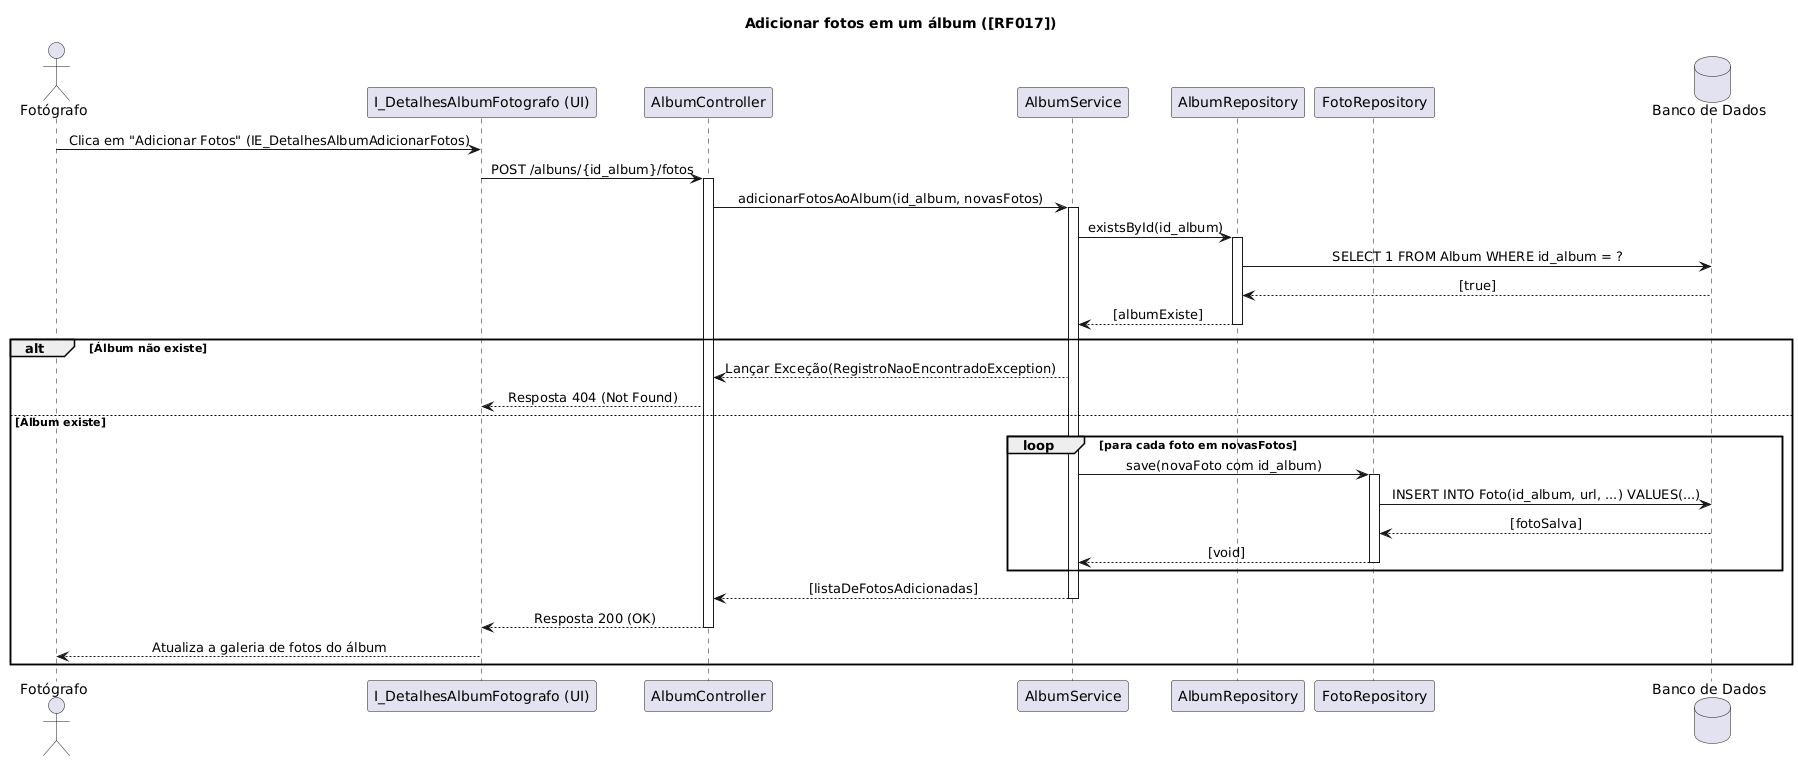 Adicionar fotos em um álbum ([RF017])
Fotógrafo
I_DetalhesAlbumFotografo (UI)
AlbumController
AlbumService
AlbumRepository
FotoRepository
Banco de Dados
Clica em "Adicionar Fotos" (IE_DetalhesAlbumAdicionarFotos)
POST /albuns/{id_album}/fotos
adicionarFotosAoAlbum(id_album, novasFotos)
existsById(id_album)
SELECT 1 FROM Album WHERE id_album = ?
[true]
[albumExiste]
alt
[Álbum não existe]
Lançar Exceção(RegistroNaoEncontradoException)
Resposta 404 (Not Found)
[Álbum existe]
loop
[para cada foto em novasFotos]
save(novaFoto com id_album)
INSERT INTO Foto(id_album, url, ...) VALUES(...)
[fotoSalva]
[void]
[listaDeFotosAdicionadas]
Resposta 200 (OK)
Atualiza a galeria de fotos do álbum
Fotógrafo
I_DetalhesAlbumFotografo (UI)
AlbumController
AlbumService
AlbumRepository
FotoRepository
Banco de Dados